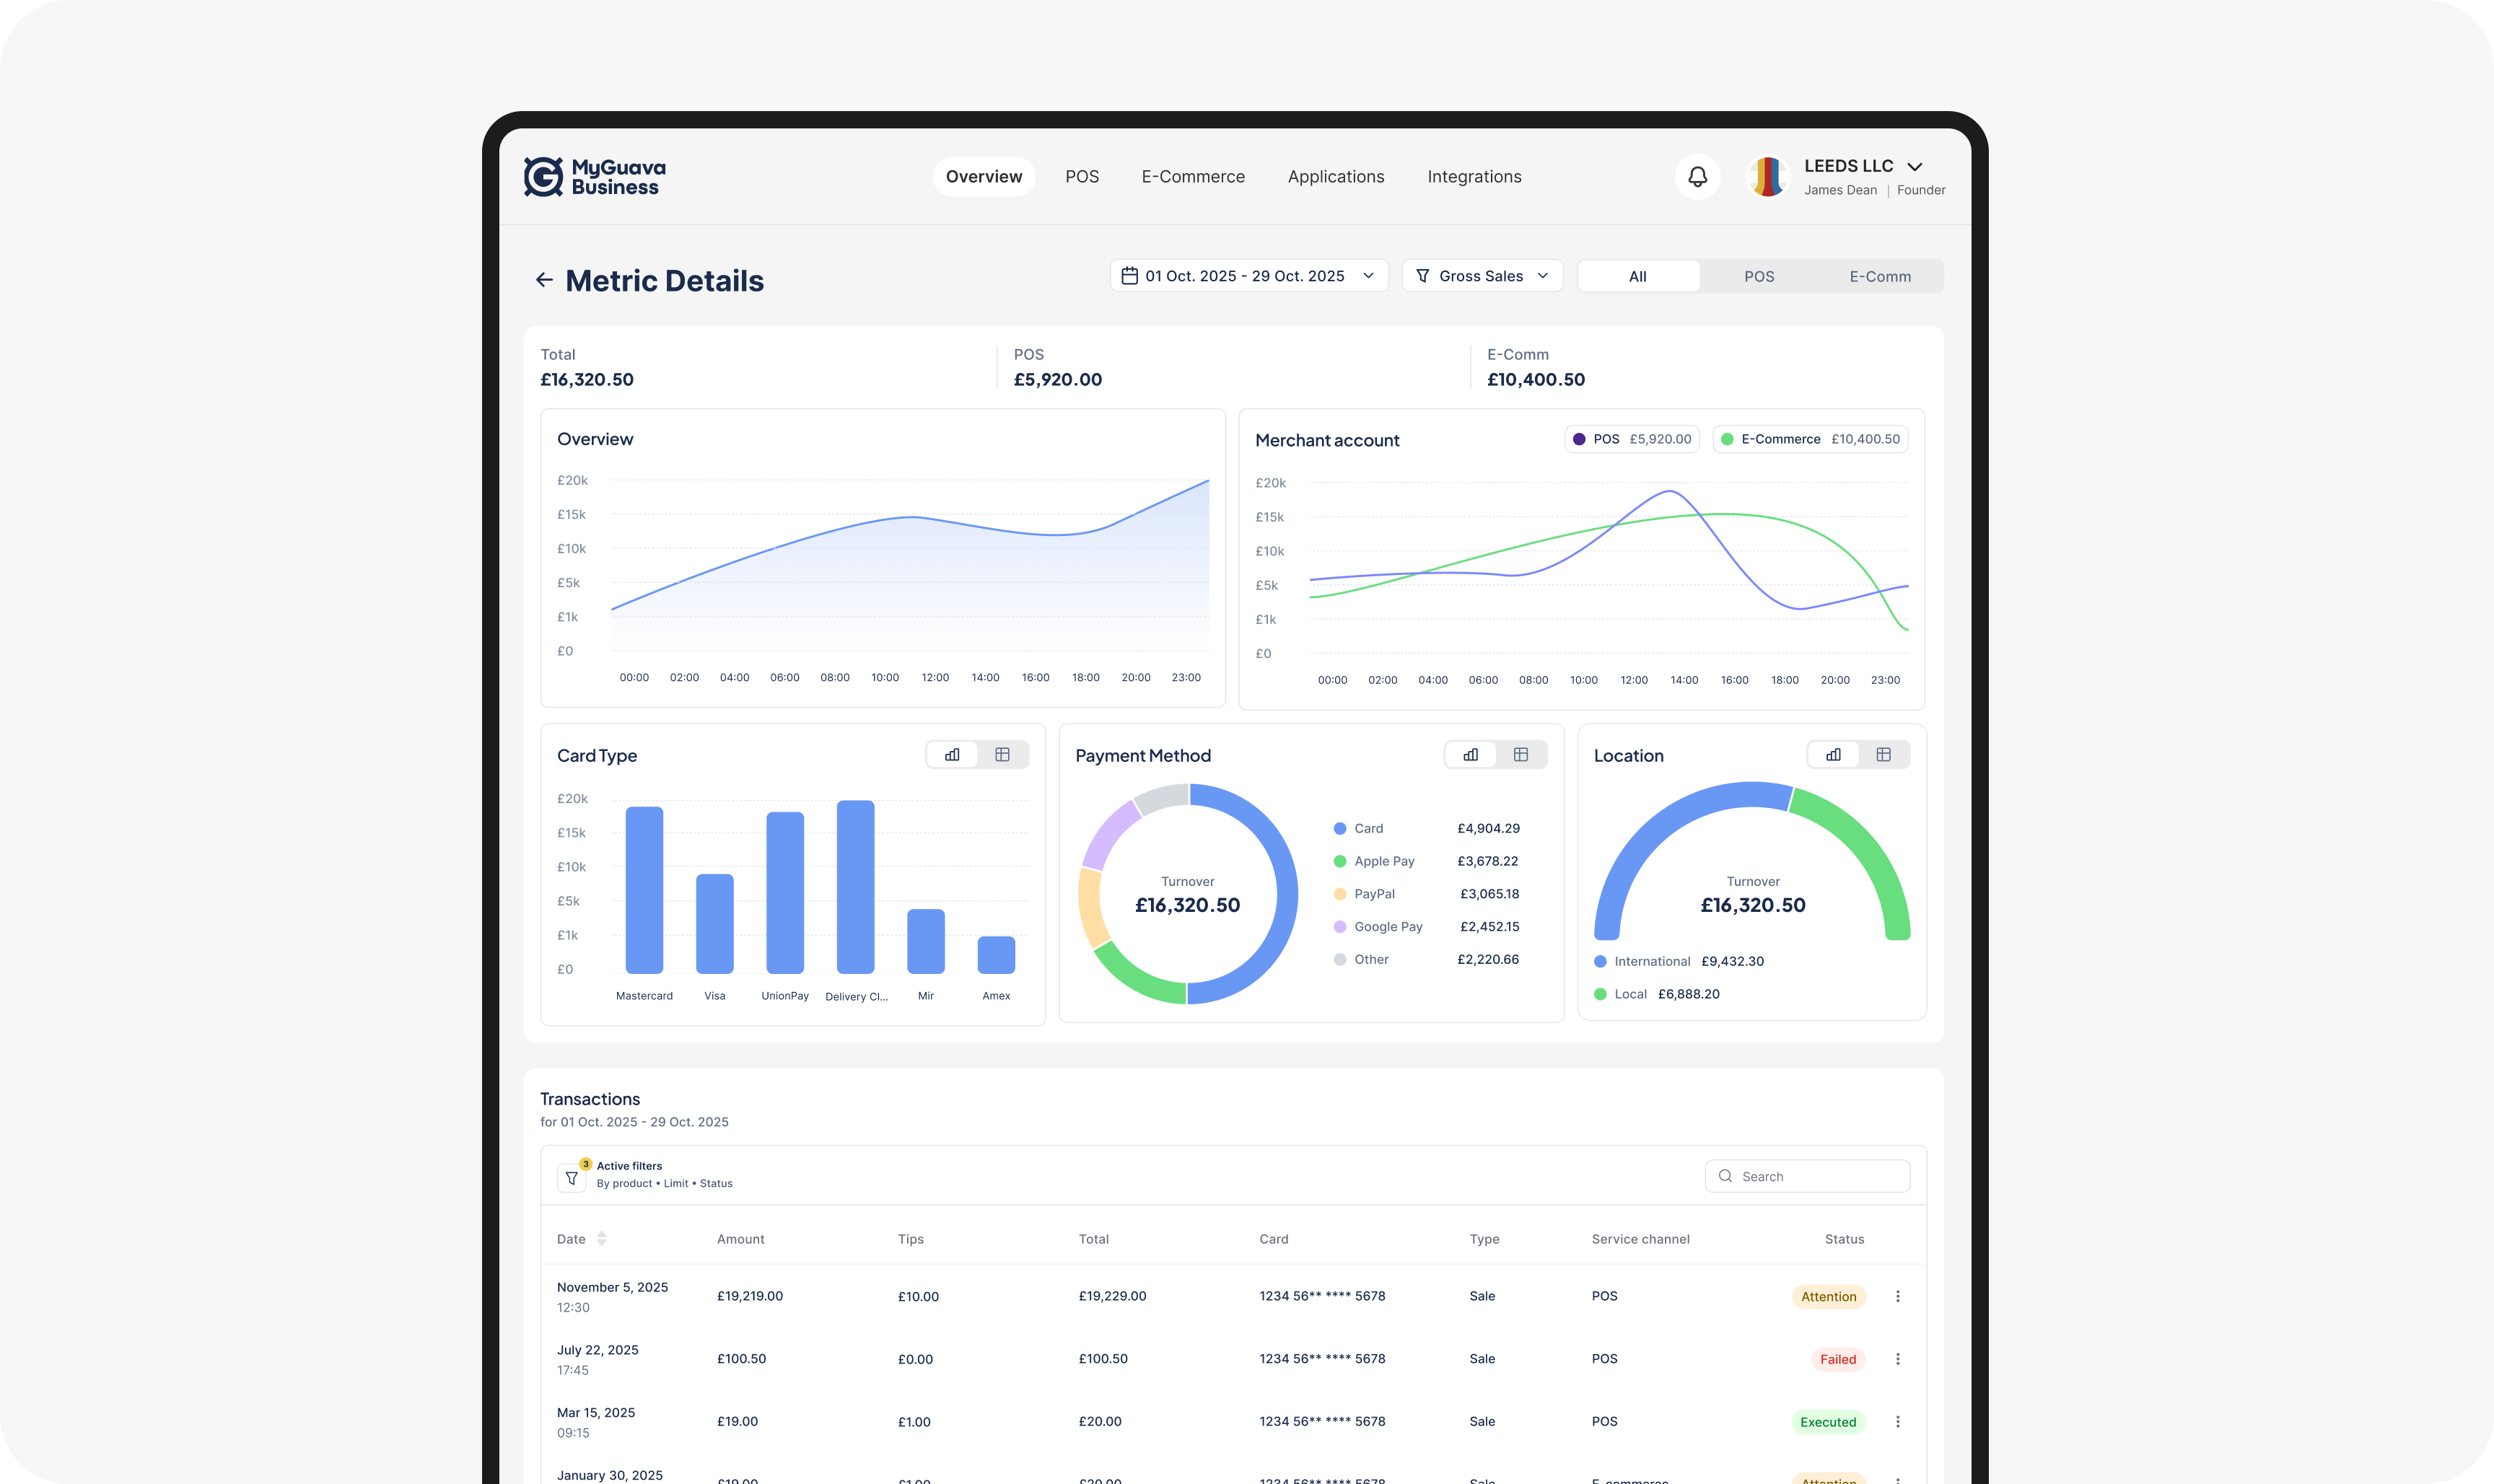 MyGuava
Business
Overview
POS
E-Commerce
Applications
Integrations
LEEDS LLC
James Dean | Founder
Metric Details
01 Oct. 2025 - 29 Oct. 2025
Gross Sales
All
POS
E-Comm
Total
£16,320.50
POS
£5,920.00
E-Comm
£10,400.50
Overview
£20k
£15k
£10k
£5k
£1k
£0
00:00 02:00 04:00 06:00 08:00 10:00 12:00 14:00 16:00 18:00 20:00 23:00
Merchant account
POS £5,920.00
E-Commerce £10,400.50
£20k
£15k
£10k
£5k
£1k
£0
00:00 02:00 04:00 06:00 08:00 10:00 12:00 14:00 16:00 18:00 20:00 23:00
Card Type
£20k
£15k
£10k
£5k
£1k
£0
Mastercard Visa UnionPay Delivery Cl... Mir Amex
Payment Method
Turnover
£16,320.50
Card £4,904.29
Apple Pay £3,678.22
PayPal £3,065.18
Google Pay £2,452.15
Other £2,220.66
Location
Turnover
£16,320.50
International £9,432.30
Local £6,888.20
Transactions
for 01 Oct. 2025 - 29 Oct. 2025
3
Active filters
By product • Limit • Status
Search
Date Amount Tips Total Card Type Service channel Status
November 5, 2025
12:30
£19,219.00 £10.00 £19,229.00 1234 56** **** 5678 Sale POS Attention
July 22, 2025
17:45
£100.50 £0.00 £100.50 1234 56** **** 5678 Sale POS Failed
Mar 15, 2025
09:15
£19.00 £1.00 £20.00 1234 56** **** 5678 Sale POS Executed
January 30, 2025
£19.00 £1.00 £20.00 1234 56** **** 5678 Sale E-commerce Attention